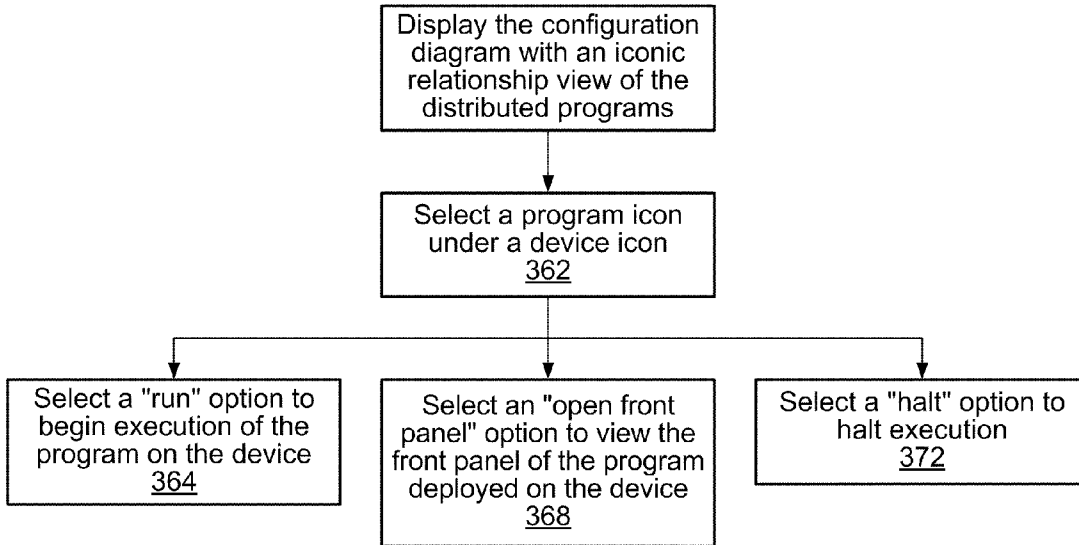 Display the configuration
diagram with an iconic
relationship view of the
distributed programs
Select a program icon
under a device icon
362
Select a "run" option to
begin execution of the
program on the device
364
Select an "open front
panel" option to view the
front panel of the program
deployed on the device
368
Select a "halt" option to
halt execution
372